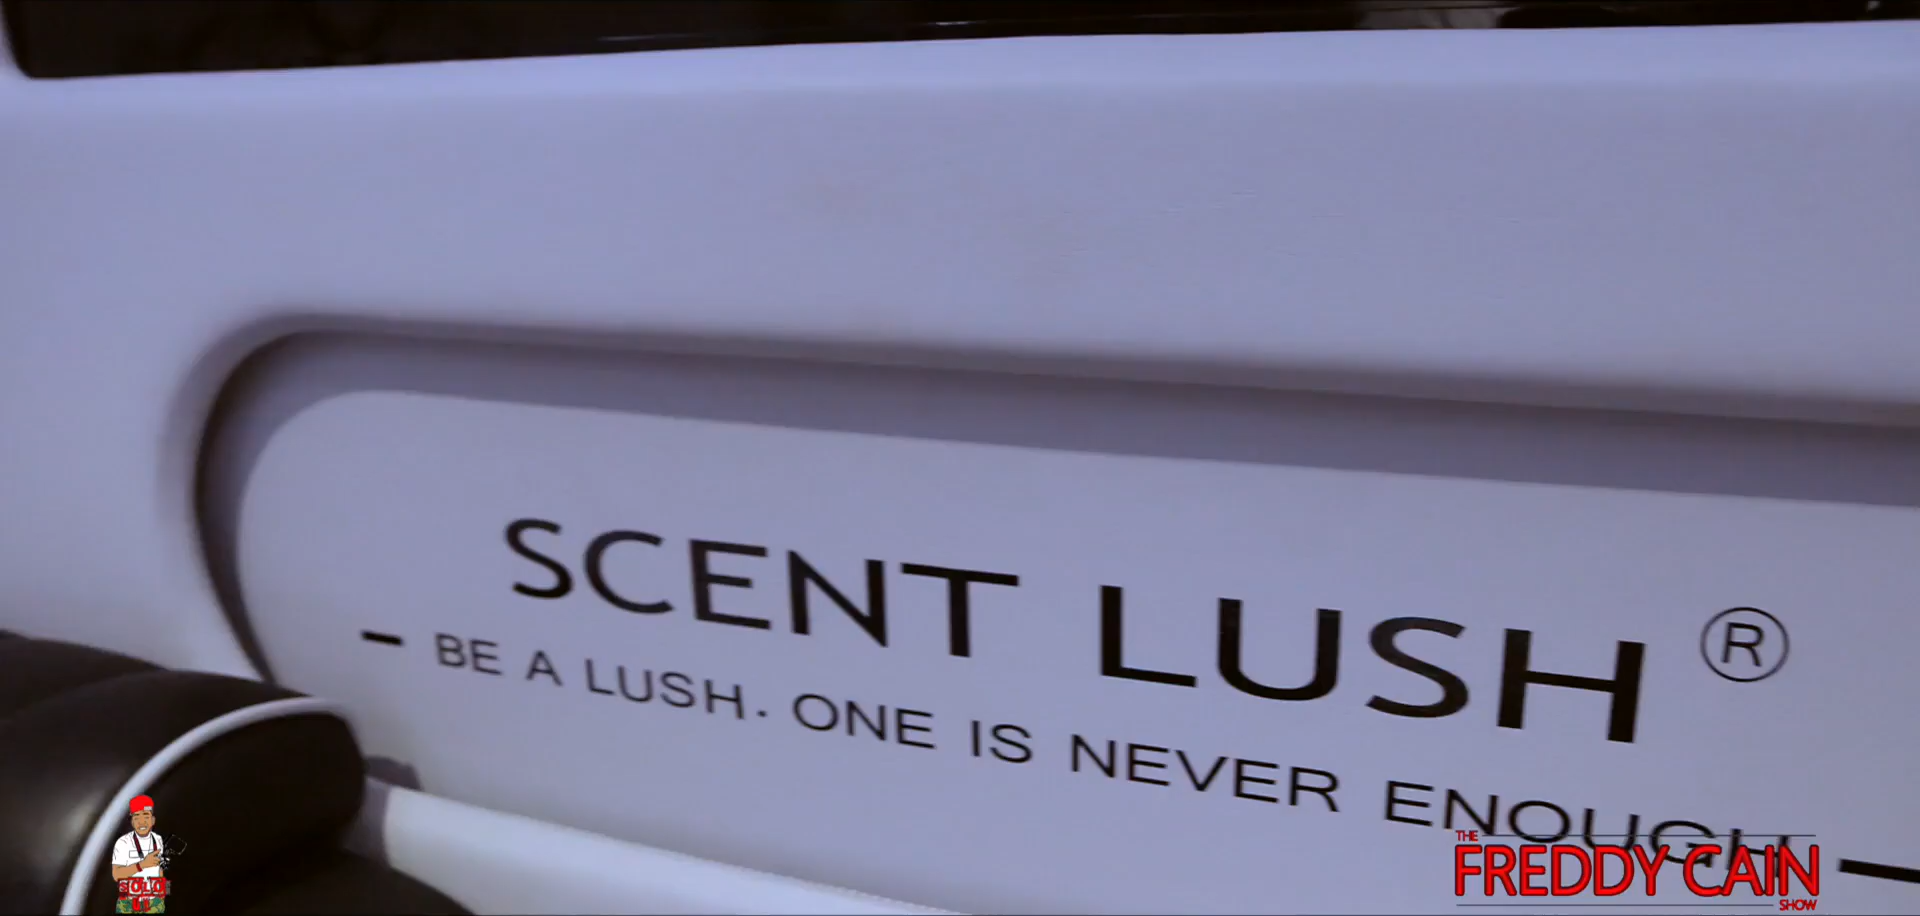 SCENT LUSH ®
- BE A LUSH. ONE IS NEVER ENOUGH -
THE
FREDDY CAIN
SHOW